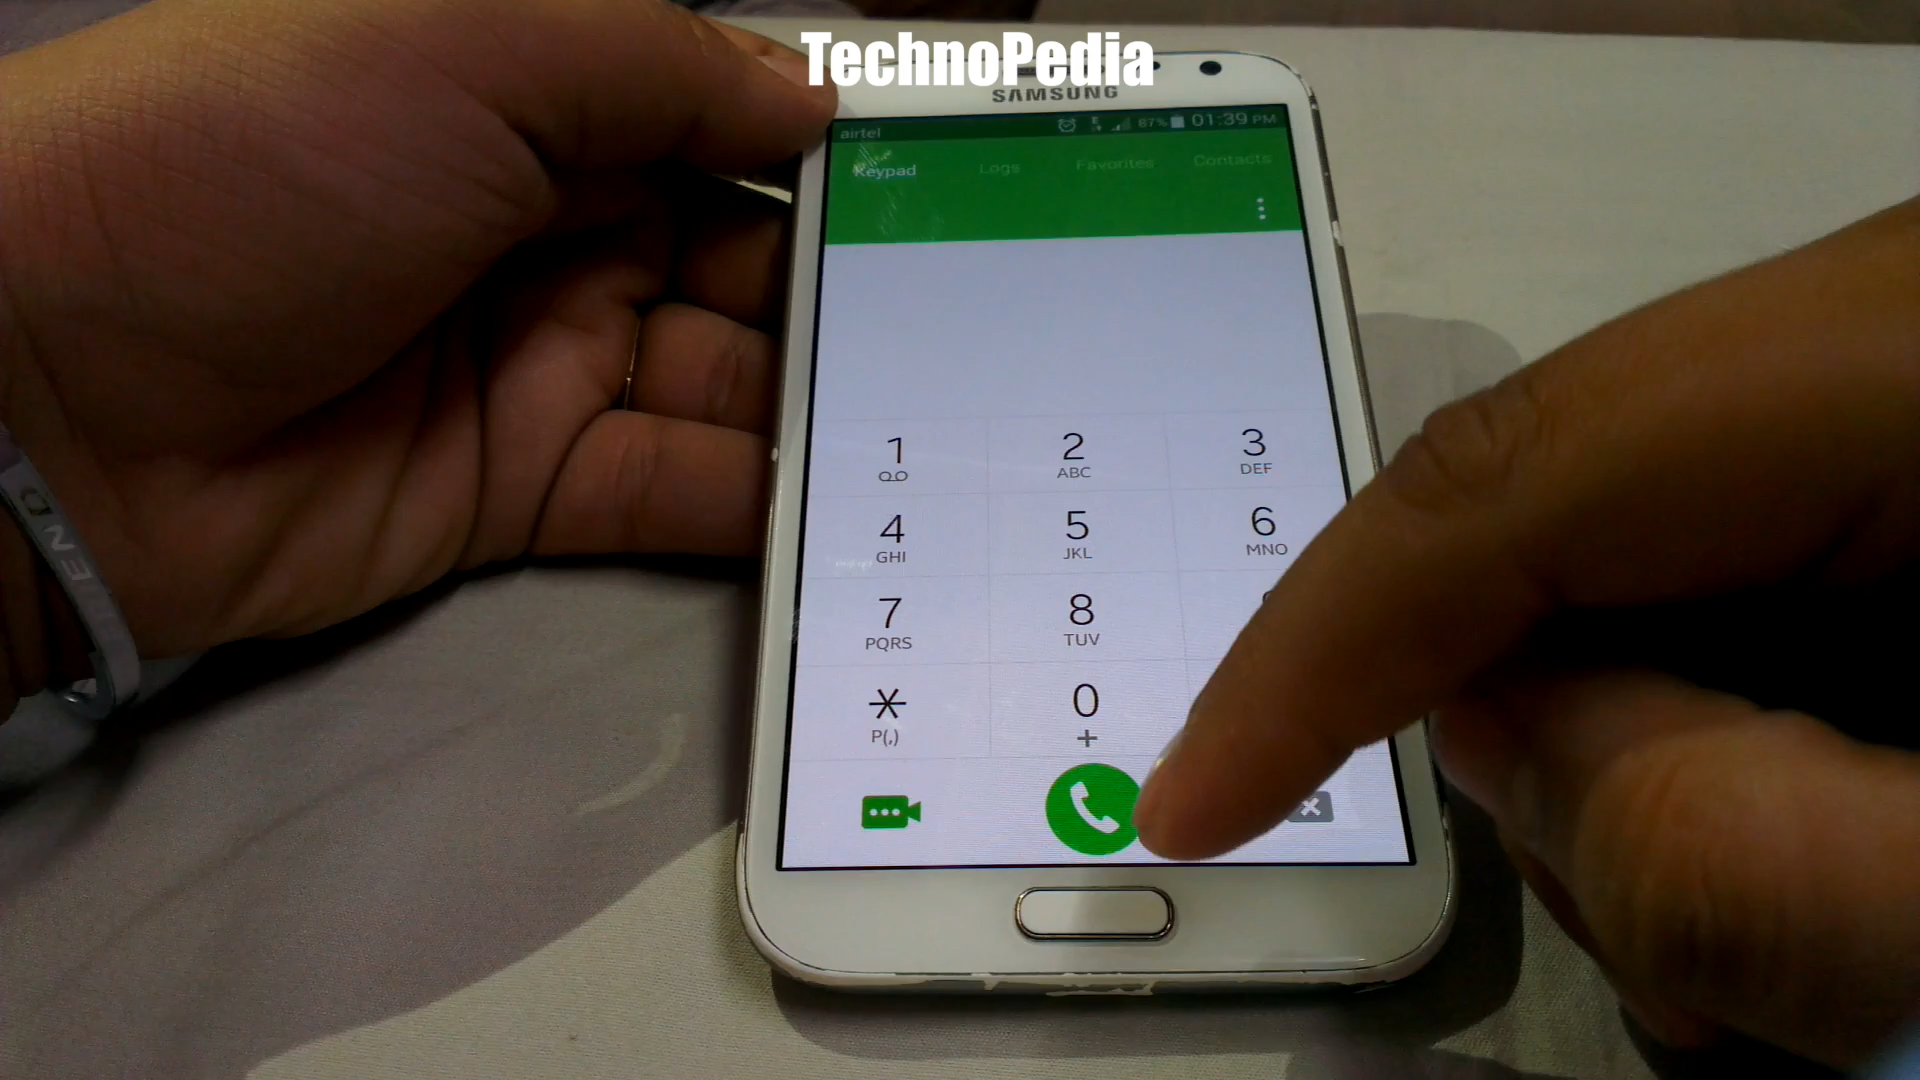 TechnoPedia
SAMSUNG
airtel 87% 01:39 PM
Keypad Logs Favorites Contacts
1 2 ABC 3 DEF
4 GHI 5 JKL 6 MNO
7 PQRS 8 TUV
* P(,) 0 +